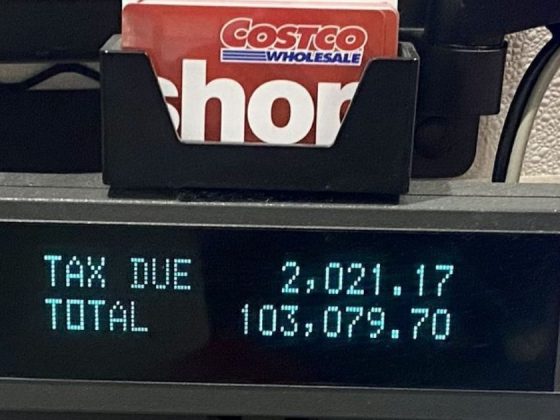 COSTCO
WHOLESALE
shop
TAX DUE 2,021.17
TOTAL 103,079.70